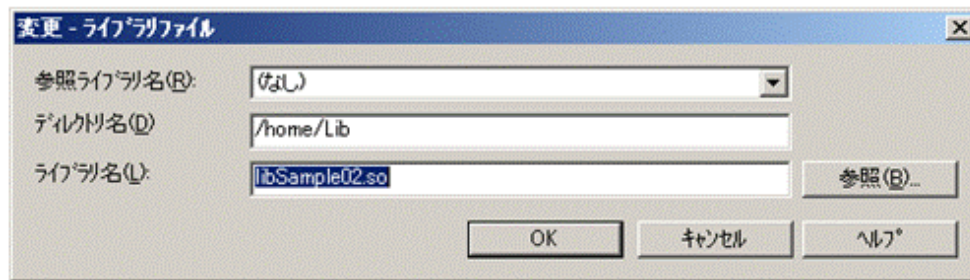 変更 - ライブラリファイル
参照ライブラリ名(R): (なし)
ディレクトリ名(D) /home/Lib
ライブラリ名(L): libSample02.so 参照(B)...
OK キャンセル ヘルプ